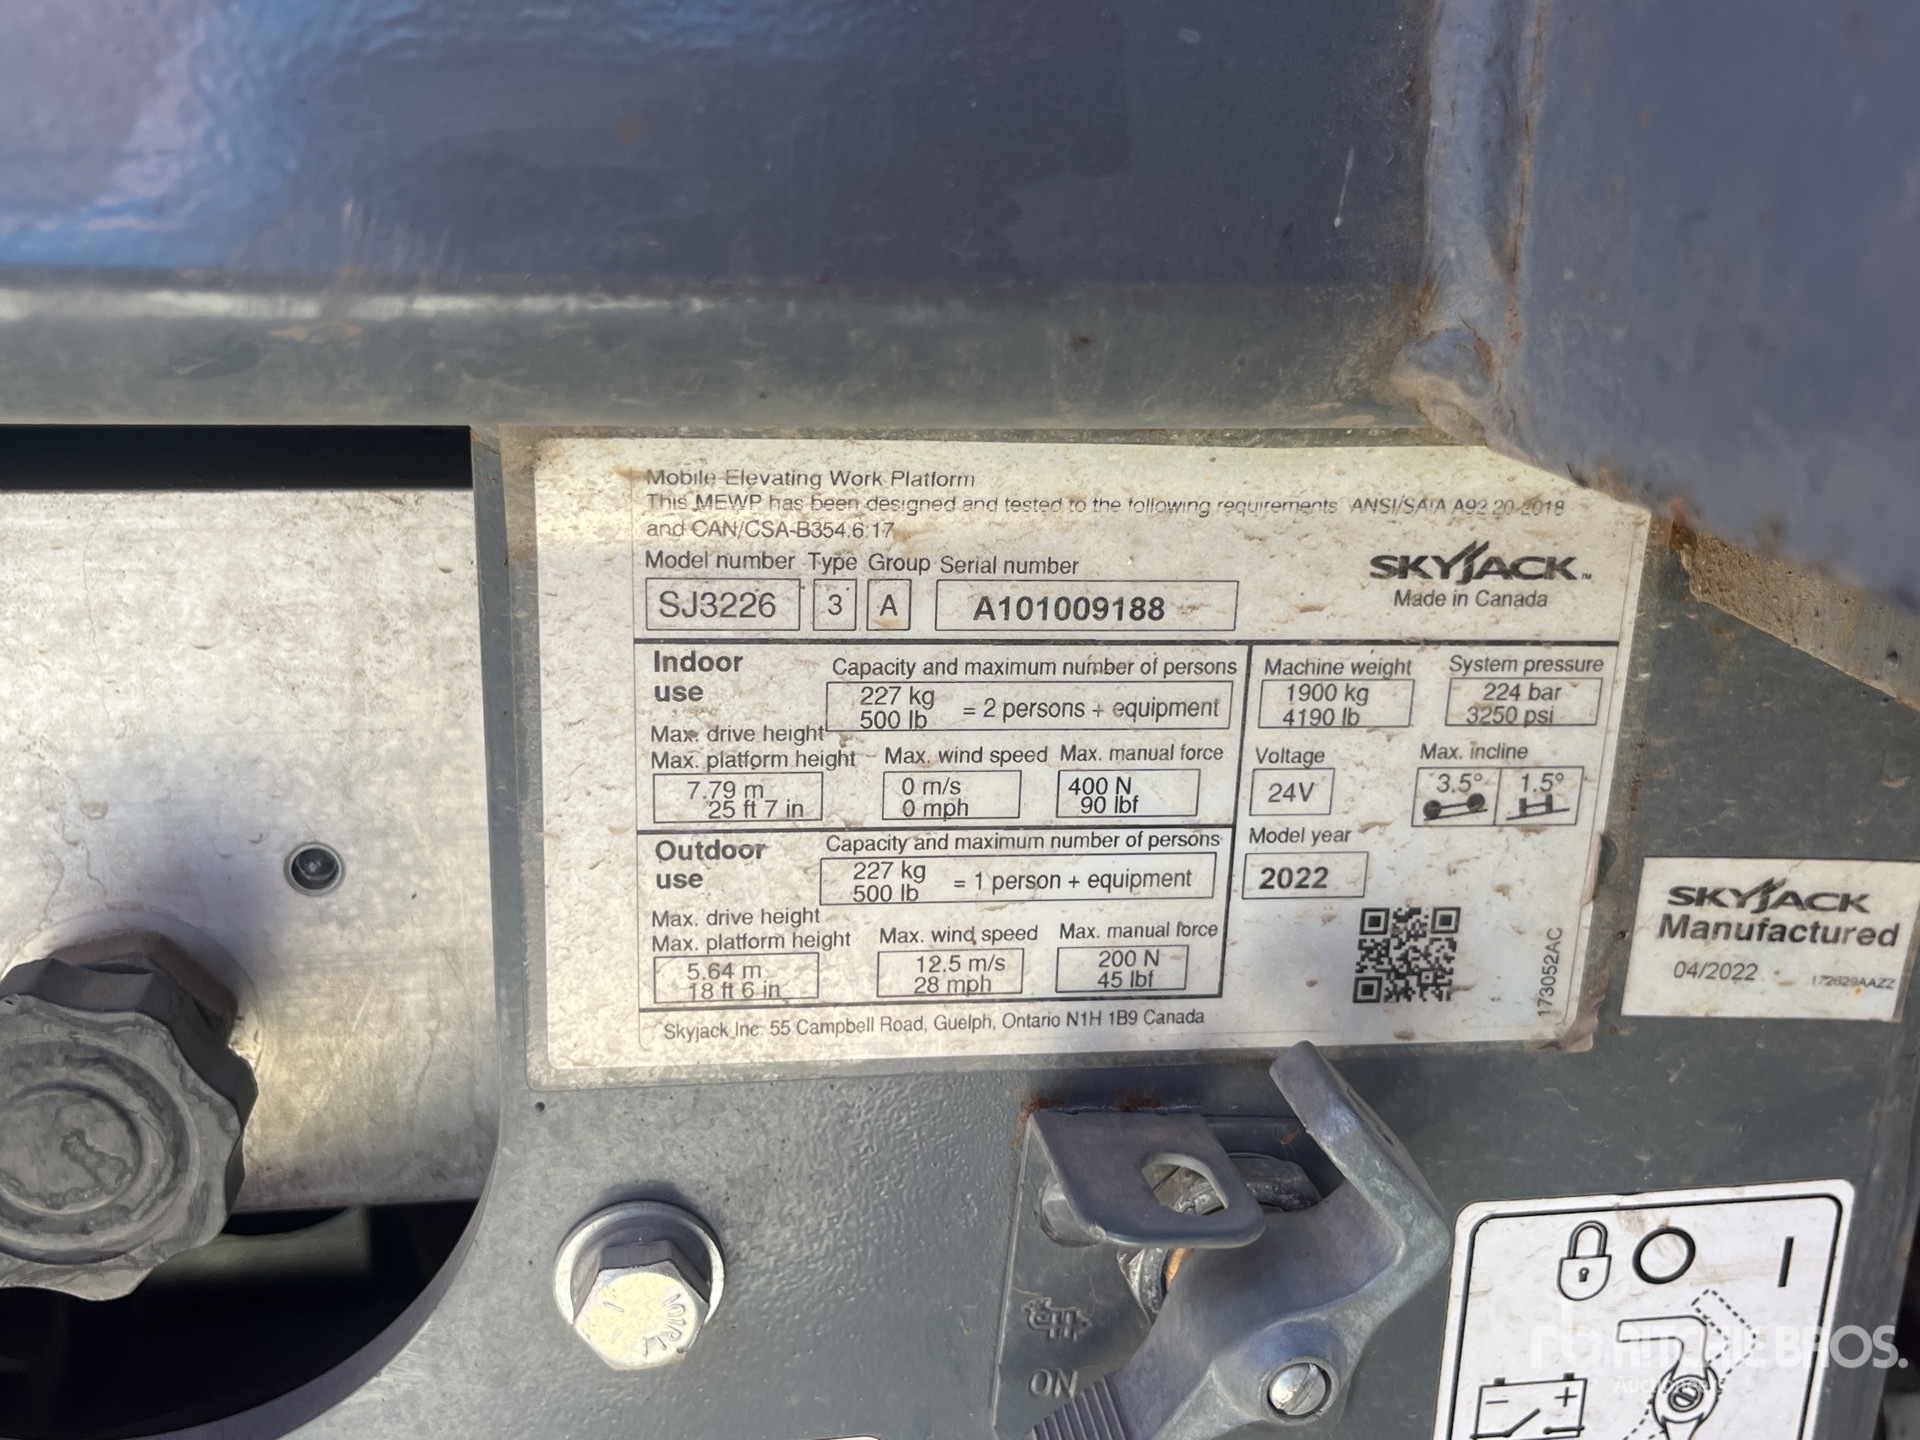 Mobile Elevating Work Platform
This MEWP has been designed and tested to the following requirements ANSI/SAIA A92.20-2018
and CAN/CSA-B354.6:17
Model number Type Group Serial number
SJ3226 3 A A101009188
SKYJACK™
Made in Canada
Indoor use
Capacity and maximum number of persons
227 kg
500 lb = 2 persons + equipment
Max. drive height
Max. platform height
7.79 m
25 ft 7 in
Max. wind speed
0 m/s
0 mph
Max. manual force
400 N
90 lbf
Machine weight
1900 kg
4190 lb
System pressure
224 bar
3250 psi
Voltage
24V
Max. incline
3.5° 1.5°
Model year
2022
Outdoor use
Capacity and maximum number of persons
227 kg
500 lb = 1 person + equipment
Max. drive height
Max. platform height
5.64 m
18 ft 6 in
Max. wind speed
12.5 m/s
28 mph
Max. manual force
200 N
45 lbf
173052AC
Skyjack Inc. 55 Campbell Road, Guelph, Ontario N1H 1B9 Canada
SKYJACK
Manufactured
04/2022 172629AAZZ
ON
O I
- +
rb RITCHIE BROS.
Auctioneers